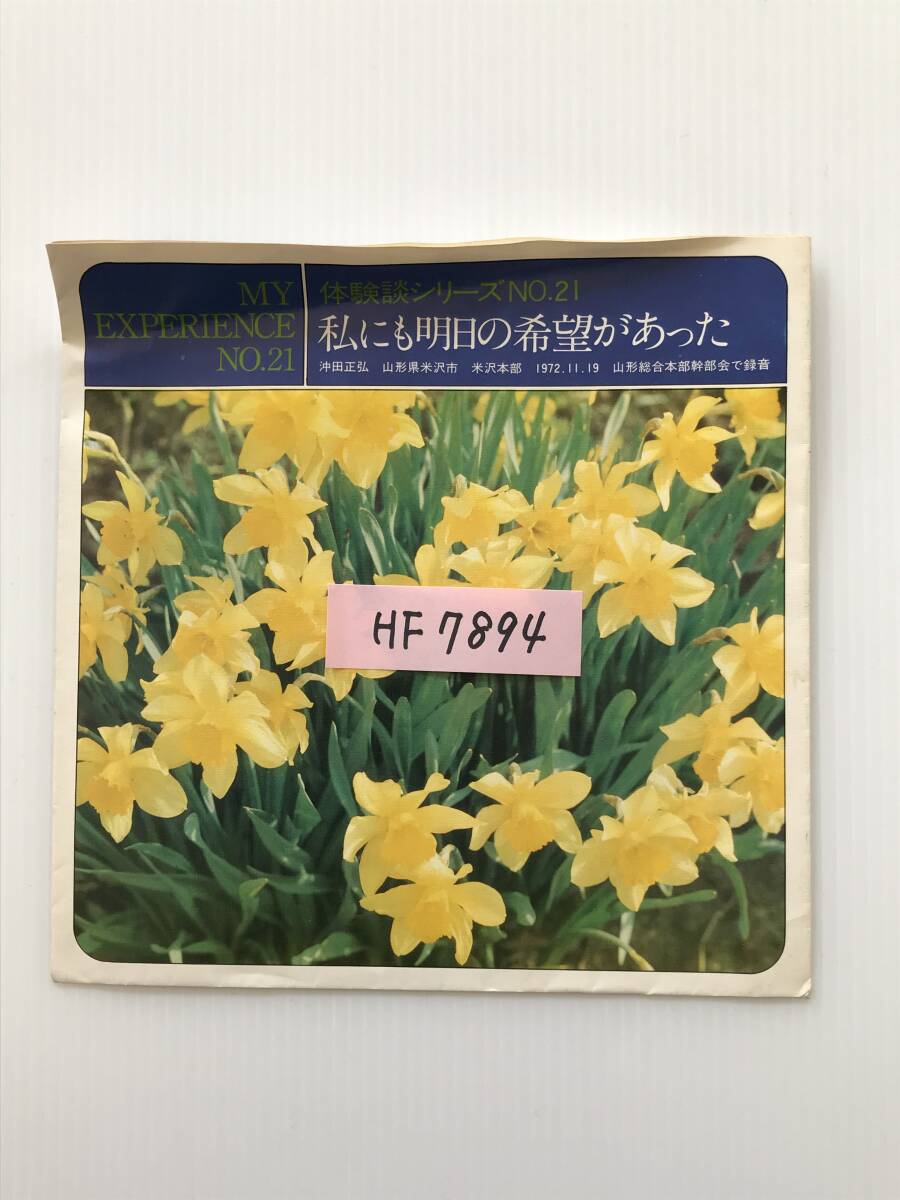 MY
EXPERIENCE
NO.21
体験談シリーズNO.21
私にも明日の希望があった
沖田正弘 山形県米沢市 米沢本部 1972.11.19 山形総合本部幹部会で録音
HF 7894